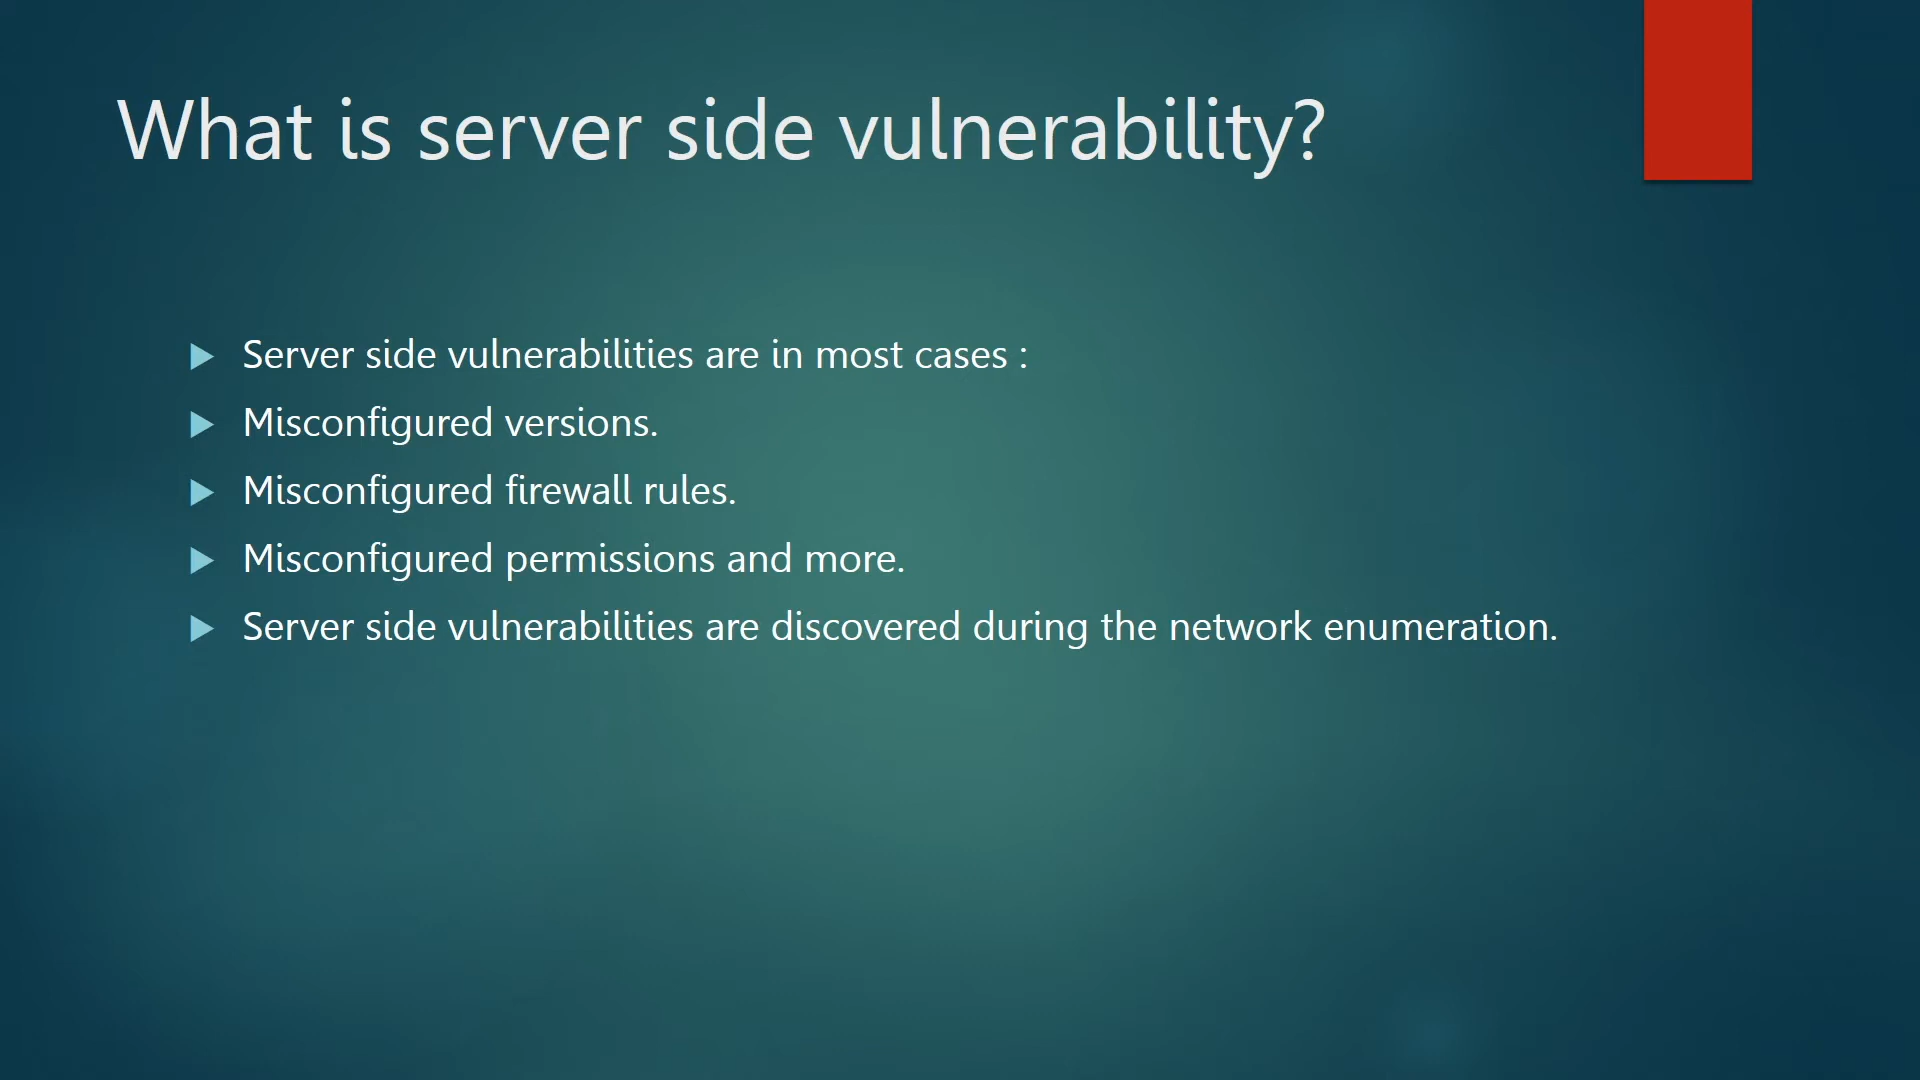 What is server side vulnerability?
Server side vulnerabilities are in most cases :
Misconfigured versions.
Misconfigured firewall rules.
Misconfigured permissions and more.
Server side vulnerabilities are discovered during the network enumeration.